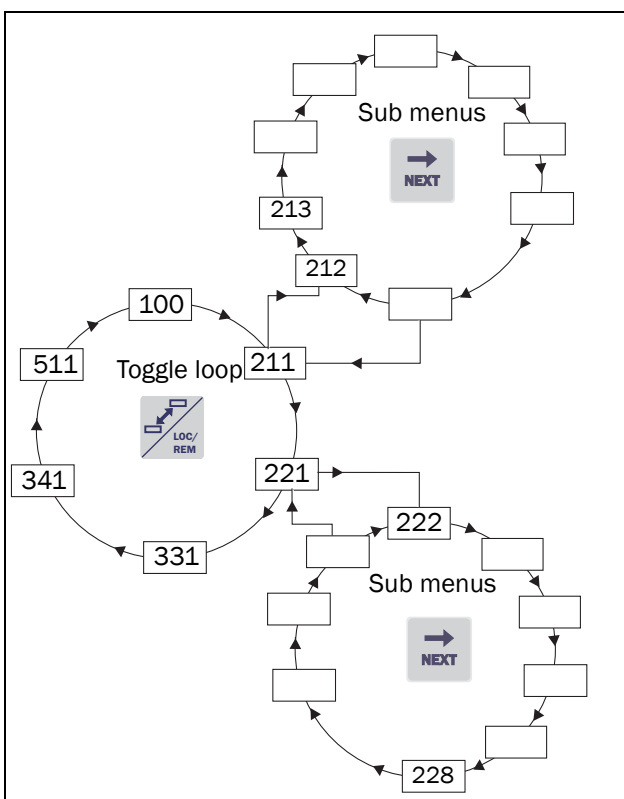 Sub menus
NEXT
213
212
100
511
Toggle loop
211
LOC/
REM
341
221
331
222
Sub menus
NEXT
228